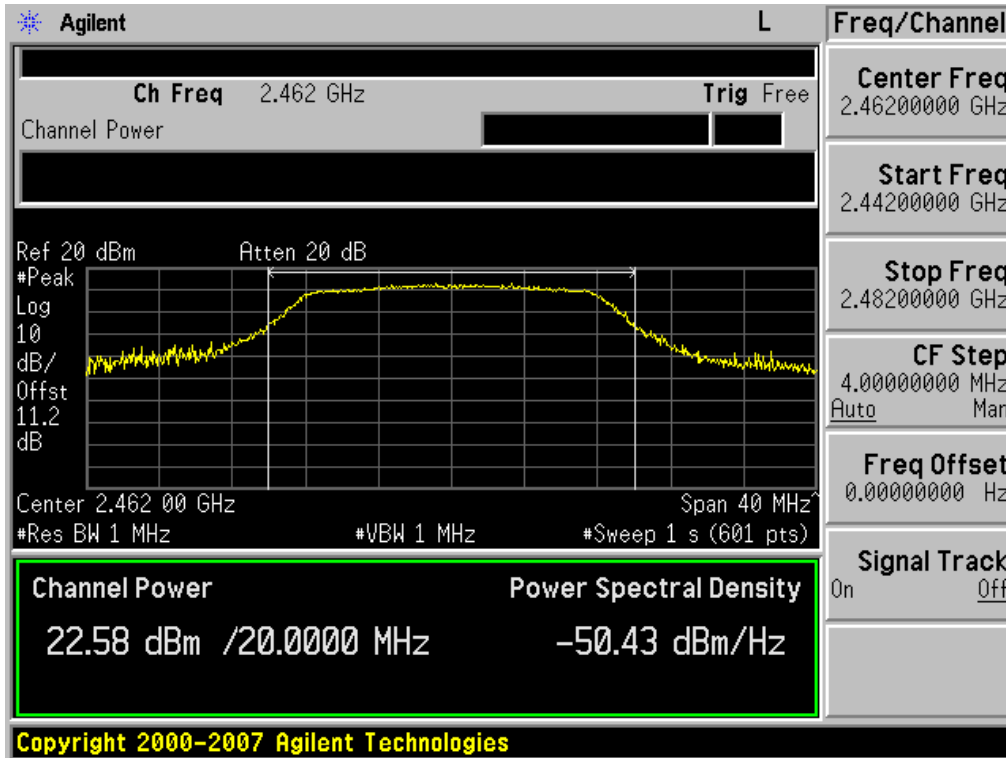 Agilent
L
Freq/Channel
Ch Freq 2.462 GHz
Trig Free
Channel Power
Center Freq
2.46200000 GHz
Start Freq
2.44200000 GHz
Stop Freq
2.48200000 GHz
CF Step
4.00000000 MHz
Auto Man
Freq Offset
0.00000000 Hz
Signal Track
On Off
Ref 20 dBm
Atten 20 dB
#Peak
Log
10
dB/
Offst
11.2
dB
Center 2.462 00 GHz
Span 40 MHz^
#Res BW 1 MHz
#VBW 1 MHz
#Sweep 1 s (601 pts)
Channel Power
Power Spectral Density
22.58 dBm /20.0000 MHz
-50.43 dBm/Hz
Copyright 2000-2007 Agilent Technologies